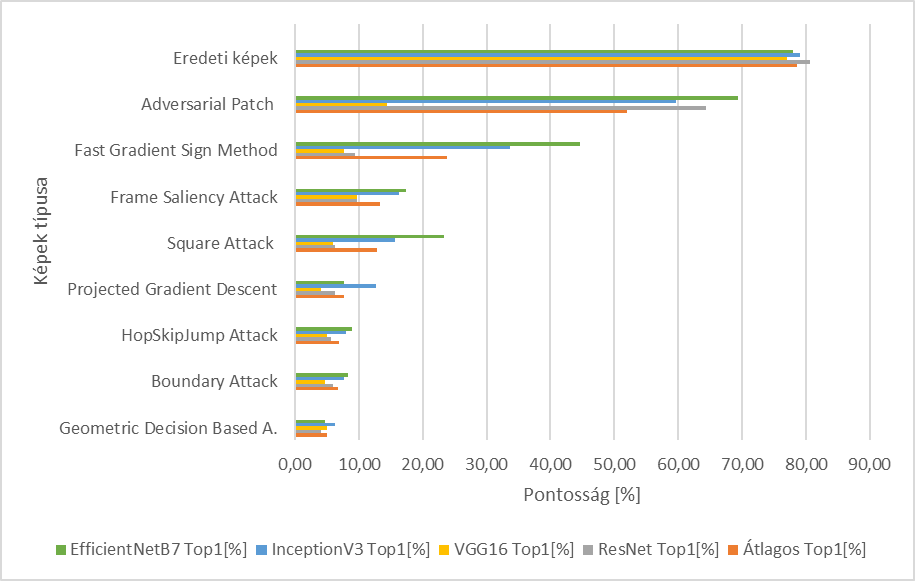 Eredeti képek
Adversarial Patch
Fast Gradient Sign Method
Frame Saliency Attack
Square Attack
Projected Gradient Descent
HopSkipJump Attack
Boundary Attack
Geometric Decision Based A.
Képek típusa
0,00 10,00 20,00 30,00 40,00 50,00 60,00 70,00 80,00 90,00
Pontosság [%]
EfficientNetB7 Top1[%] InceptionV3 Top1[%] VGG16 Top1[%] ResNet Top1[%] Átlagos Top1[%]